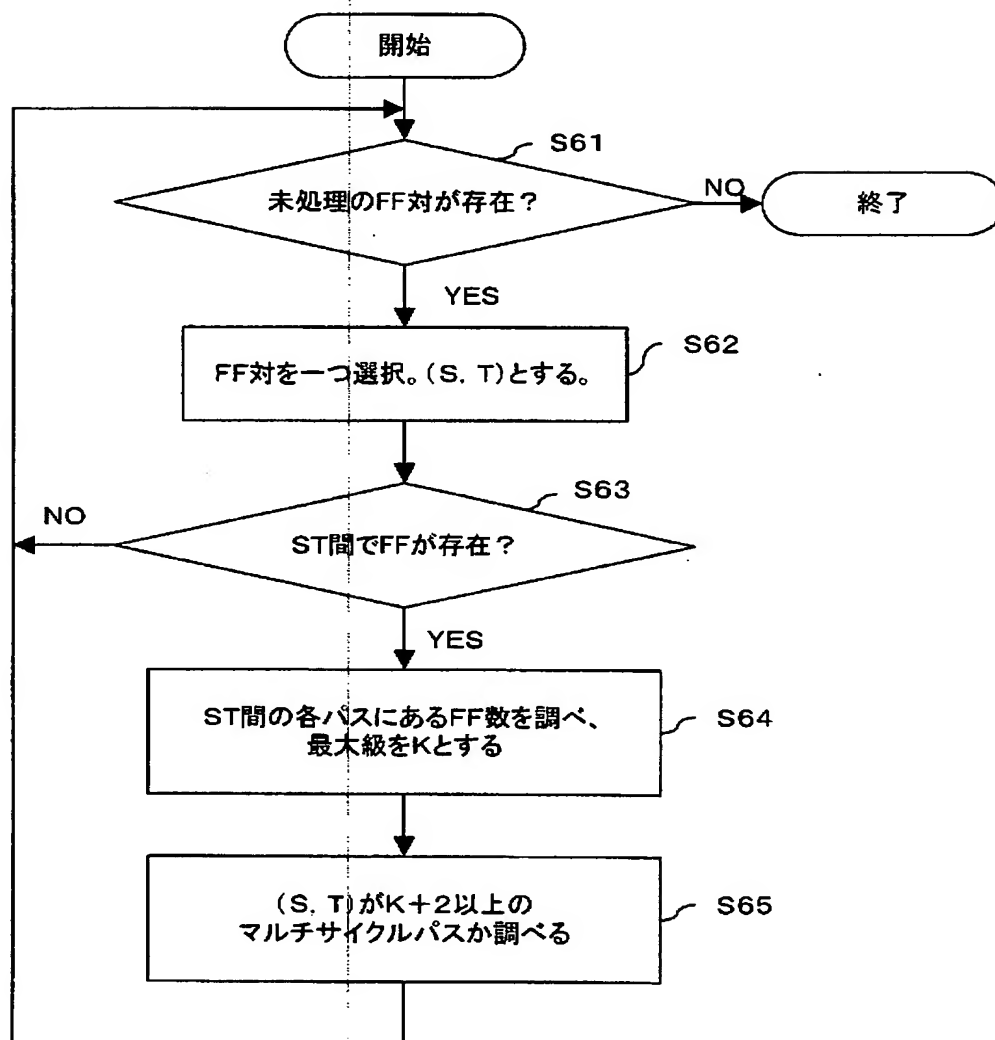 開始
S61
未処理のFF対が存在？
NO
終了
YES
S62
FF対を一つ選択。(S, T)とする。
S63
NO
ST間でFFが存在？
YES
ST間の各パスにあるFF数を調べ、
最大級をKとする
S64
(S, T)がK+2以上の
マルチサイクルパスか調べる
S65